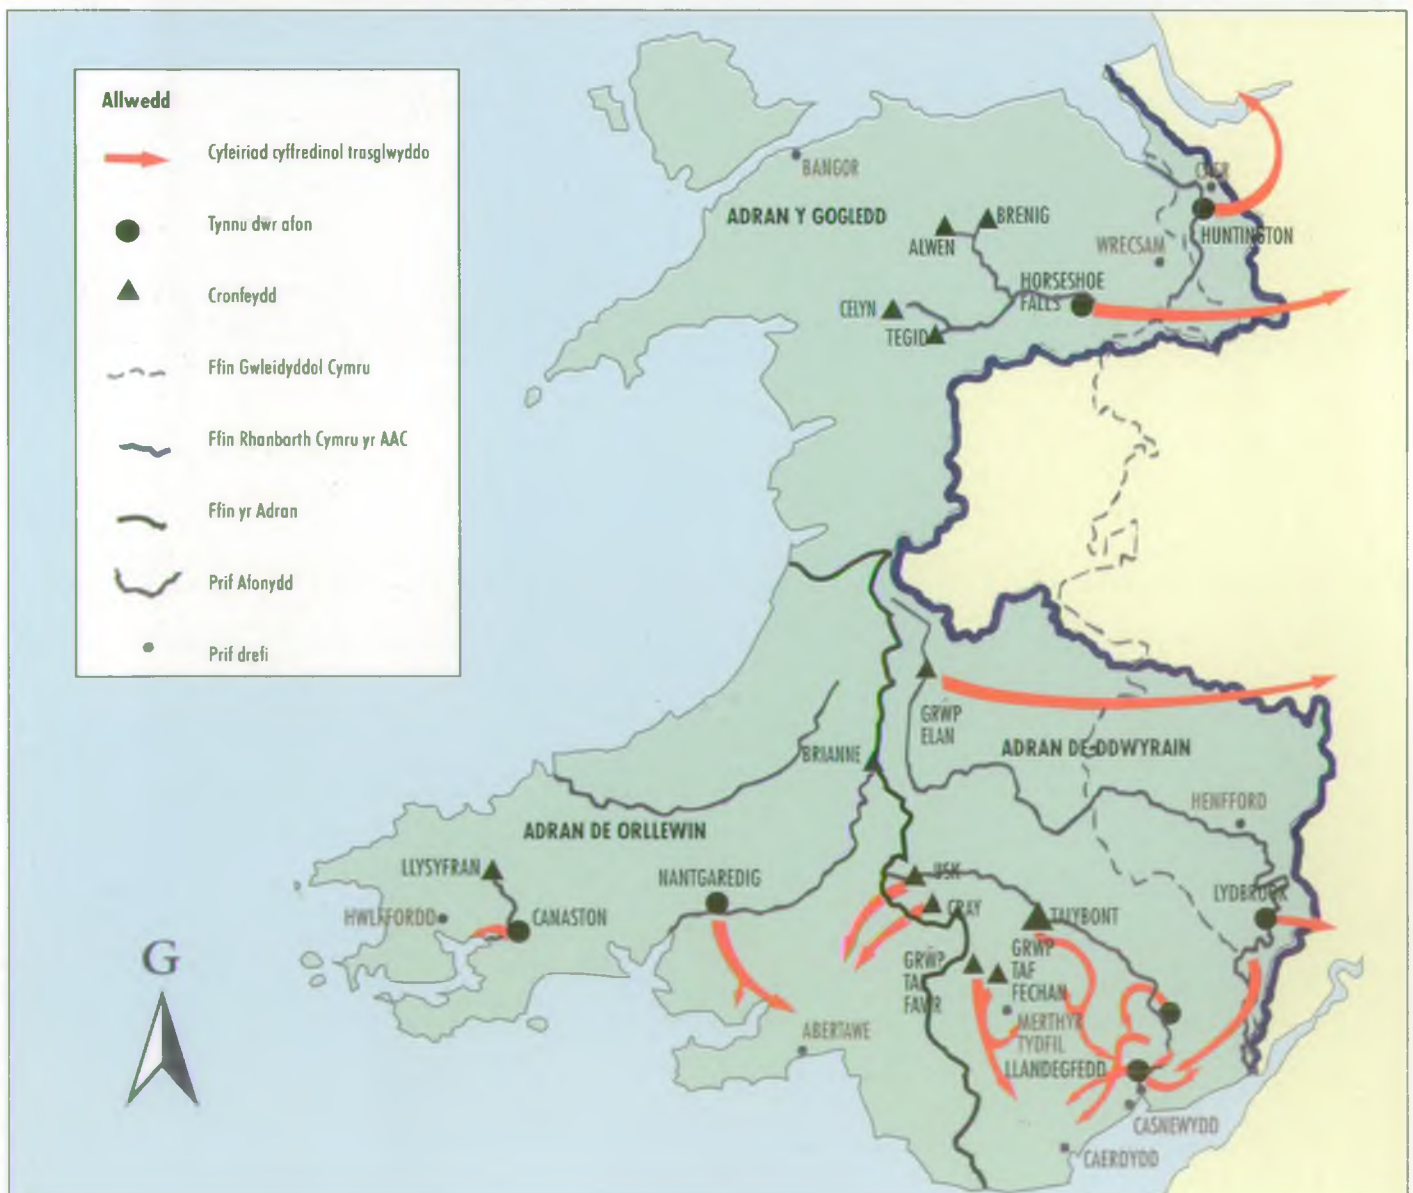 Allwedd
Cyfeiriad cyffredinol trosglwyddo
Tynnu dwr afon
Cronfeydd
Ffin Gwleidyddol Cymru
Ffin Rhanbarth Cymru yr AAC
Ffin yr Adran
Prif Afonydd
Prif drefi
BANGOR
CAER
ADRAN Y GOGLEDD
BRENIG
ALWEN
WRECSAM
HUNTINGTON
HORSESHOE
FALLS
CELYN
TEGID
GRWP
ELAN
ADRAN DE-DDWYRAIN
BRIANNE
HENFFORD
ADRAN DE ORLLEWIN
LLYSYFRAN
NANTGAREDIG
USK
LYDBROOK
HWLFFORDD
CANASTON
CRAY
TALYBONT
G
GRWP
TAF
FAWR
GRWP
TAF
FECHAN
MERTHYR
TYDFIL
ABERTAWE
LLANDEGFEDD
CASNEWYDD
CAERDYDD